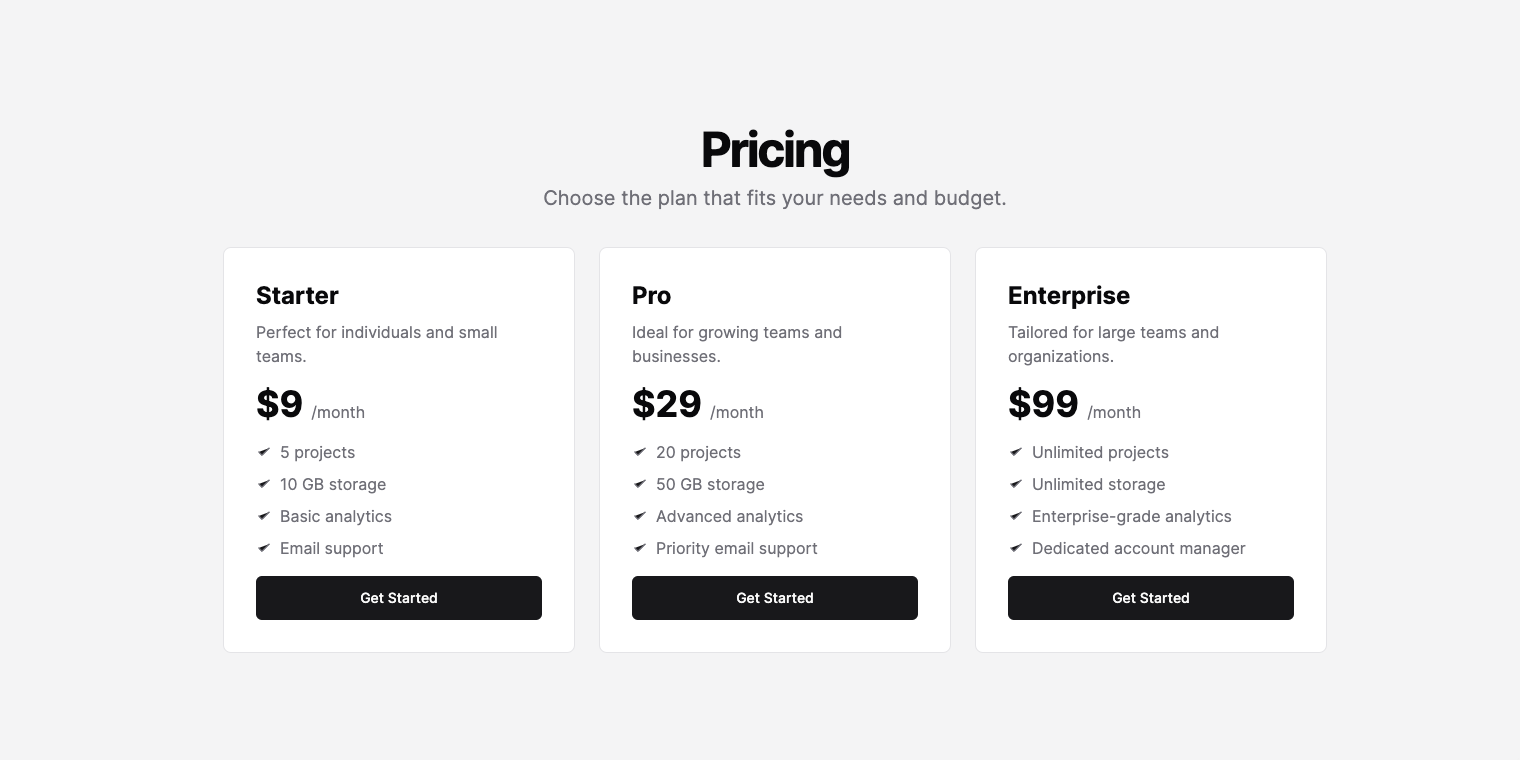 Pricing
Choose the plan that fits your needs and budget.
Starter
Perfect for individuals and small
teams.
$9 /month
5 projects
10 GB storage
Basic analytics
Email support
Get Started
Pro
Ideal for growing teams and
businesses.
$29 /month
20 projects
50 GB storage
Advanced analytics
Priority email support
Get Started
Enterprise
Tailored for large teams and
organizations.
$99 /month
Unlimited projects
Unlimited storage
Enterprise-grade analytics
Dedicated account manager
Get Started